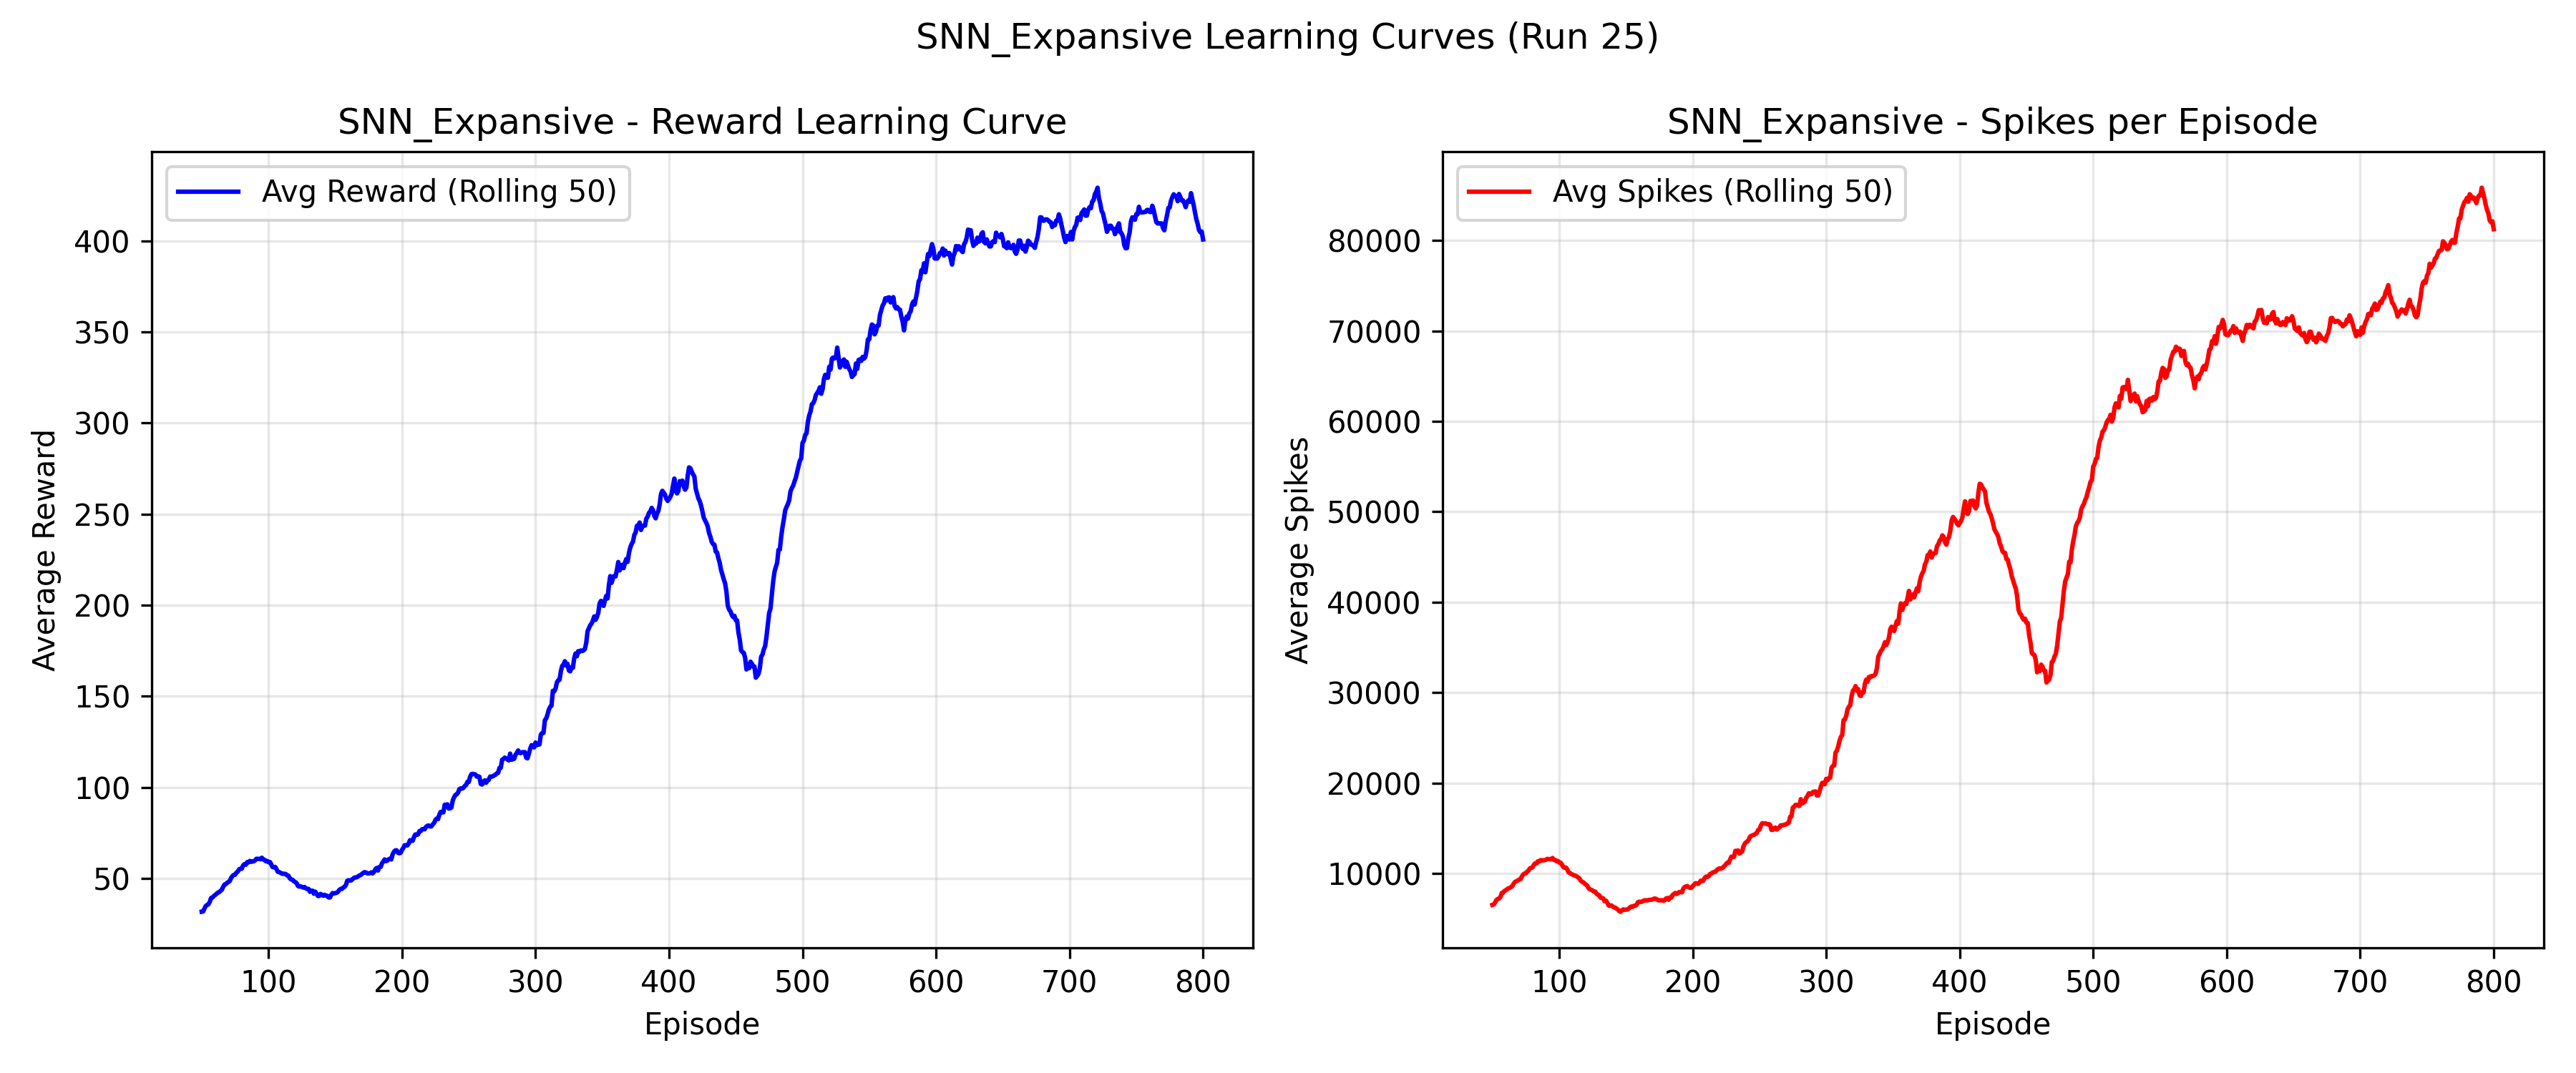 SNN_Expansive Learning Curves (Run 25)
SNN_Expansive - Reward Learning Curve
Avg Reward (Rolling 50)
400
350
300
250
200
150
100
50
Average Reward
100 200 300 400 500 600 700 800
Episode
SNN_Expansive - Spikes per Episode
Avg Spikes (Rolling 50)
80000
70000
60000
50000
40000
30000
20000
10000
Average Spikes
100 200 300 400 500 600 700 800
Episode